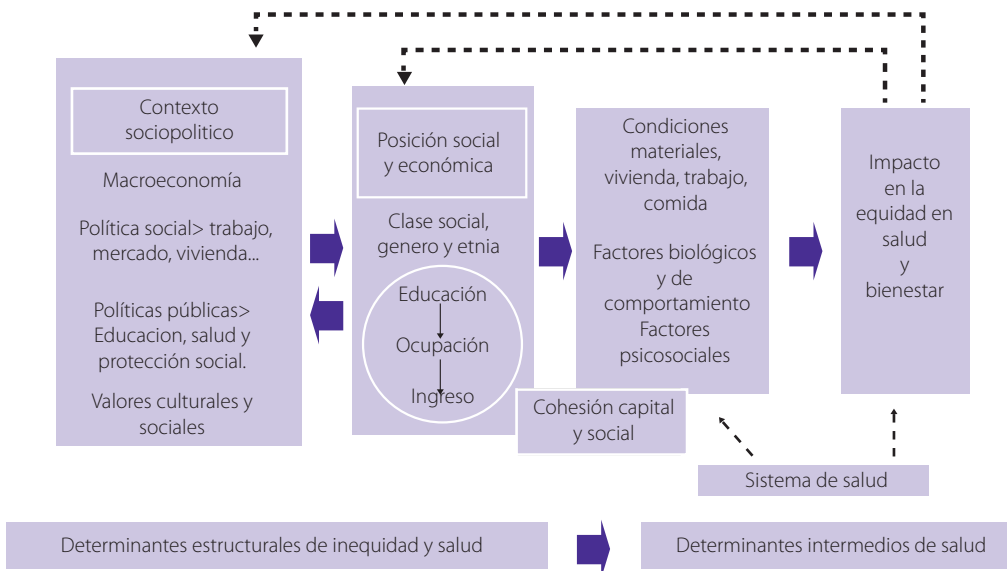 Contexto
sociopolitico
Macroeconomía
Política social> trabajo,
mercado, vivienda...
Políticas públicas>
Educacion, salud y
protección social.
Valores culturales y
sociales
Posición social
y económica
Clase social,
genero y etnia
Educación
Ocupación
Ingreso
Cohesión capital
y social
Condiciones
materiales,
vivienda, trabajo,
comida
Factores biológicos
y de
comportamiento
Factores
psicosociales
Impacto
en la
equidad en
salud
y
bienestar
Sistema de salud
Determinantes estructurales de inequidad y salud
Determinantes intermedios de salud